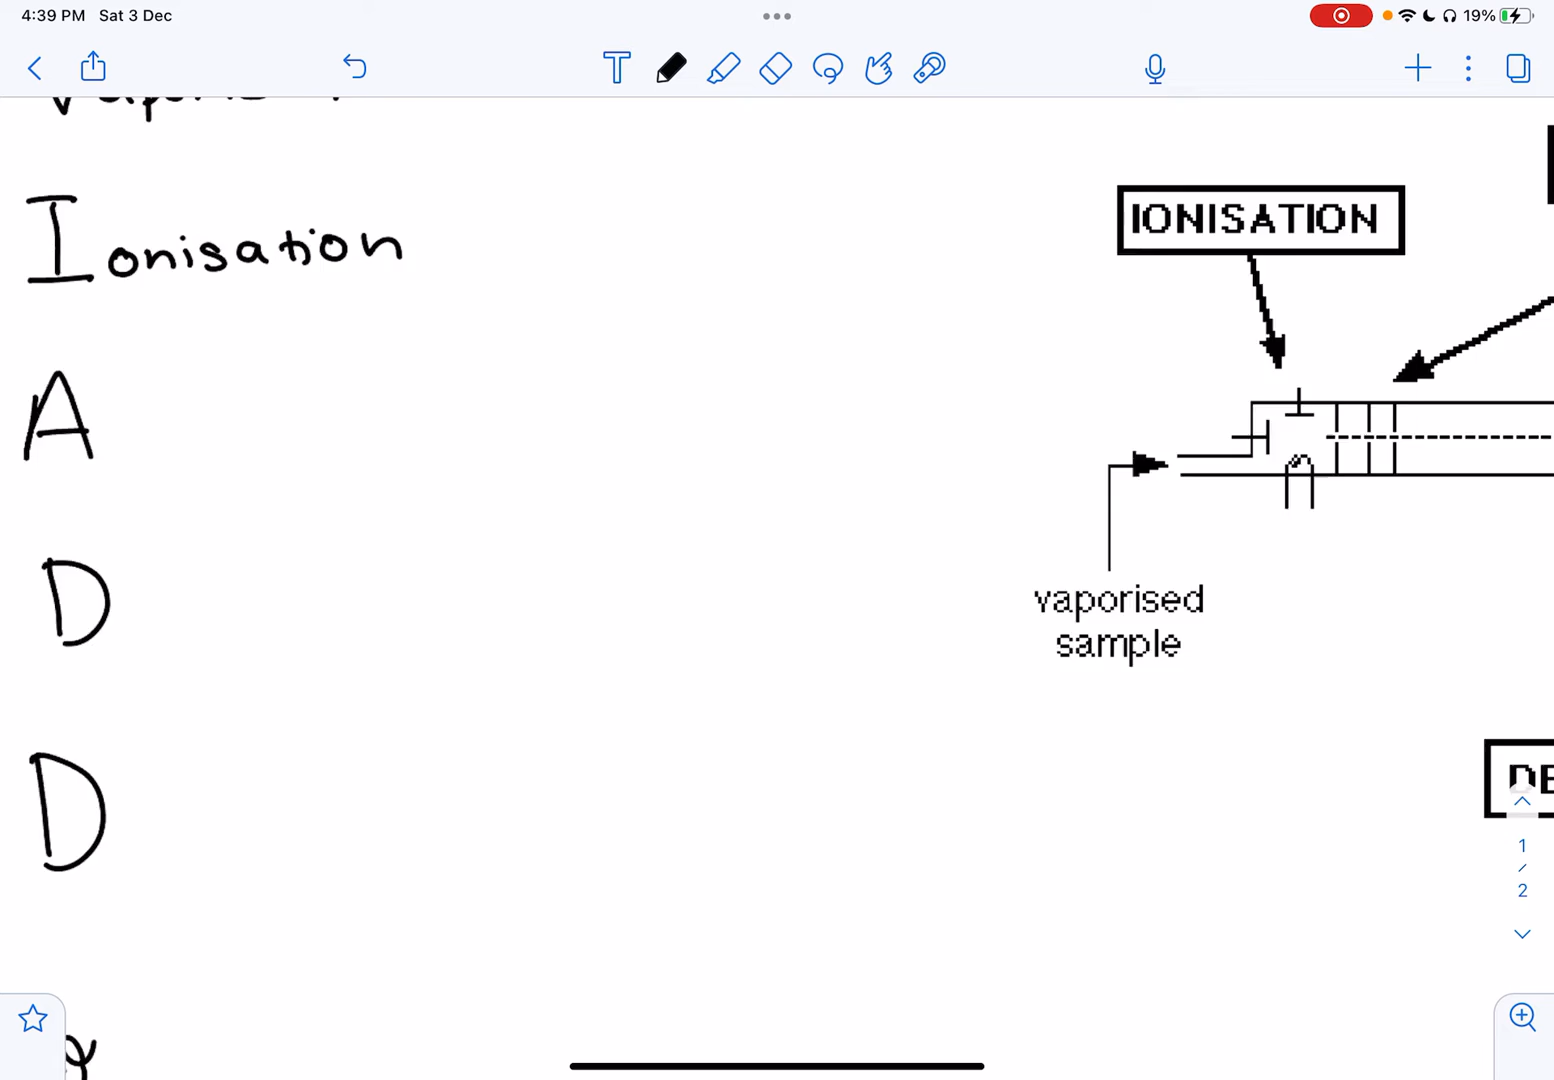 4:39 PM Sat 3 Dec
19%
T
Ionisation
IONISATION
A
vaporised
sample
D
D
1
/
2